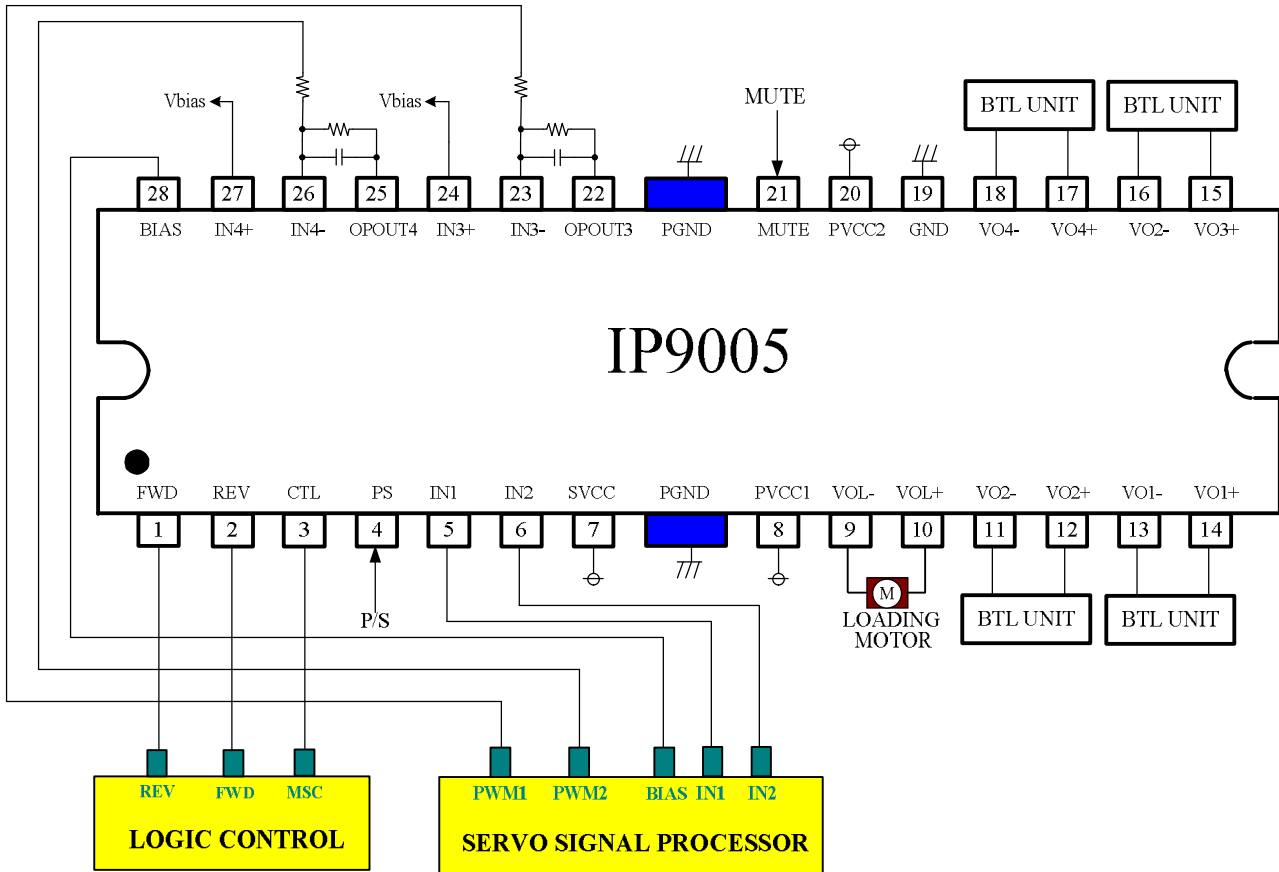 MUTE
BTL UNIT BTL UNIT
Vbias Vbias
28 27 26 25 24 23 22 21 20 19 18 17 16 15
BIAS IN4+ IN4- OPOUT4 IN3+ IN3- OPOUT3 PGND MUTE PVCC2 GND VO4- VO4+ VO2- VO3+
IP9005
FWD REV CTL PS IN1 IN2 SVCC PGND PVCC1 VOL- VOL+ VO2- VO2+ VO1- VO1+
1 2 3 4 5 6 7 8 9 10 11 12 13 14
M
P/S LOADING BTL UNIT BTL UNIT
MOTOR
REV FWD MSC PWM1 PWM2 BIAS IN1 IN2
LOGIC CONTROL SERVO SIGNAL PROCESSOR